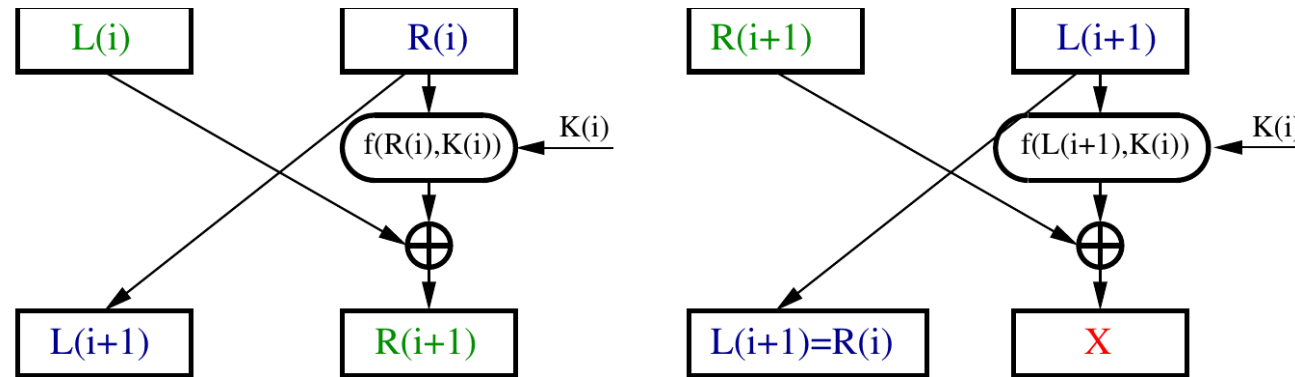 L(i) R(i) R(i+1) L(i+1)
f(R(i),K(i)) K(i) f(L(i+1),K(i)) K(i)
L(i+1) R(i+1) L(i+1)=R(i) X